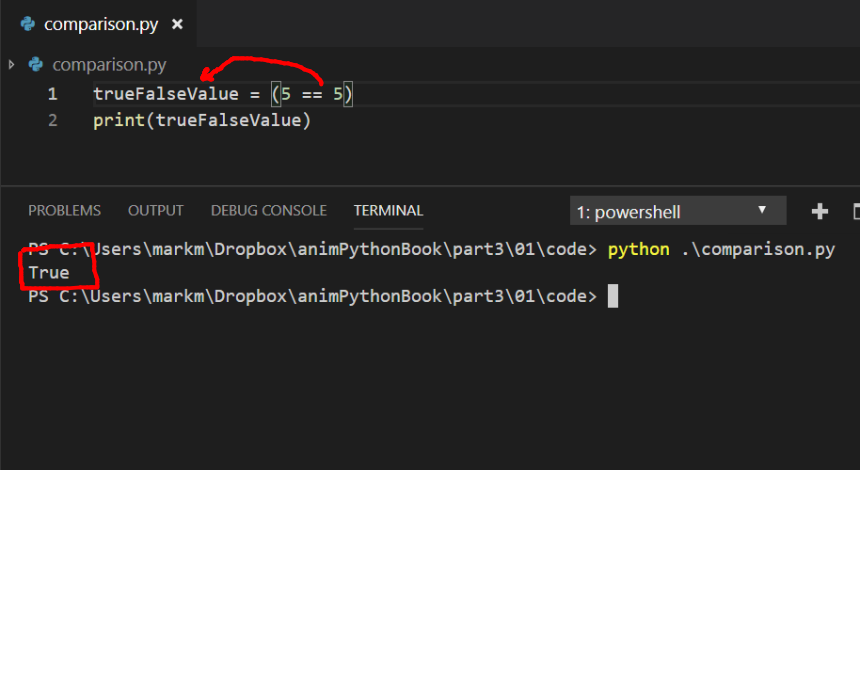 comparison.py ×
comparison.py
1 trueFalseValue = (5 == 5)
2 print(trueFalseValue)
PROBLEMS OUTPUT DEBUG CONSOLE TERMINAL 1: powershell
PS C:\Users\markm\Dropbox\animPythonBook\part3\01\code> python .\comparison.py
True
PS C:\Users\markm\Dropbox\animPythonBook\part3\01\code>